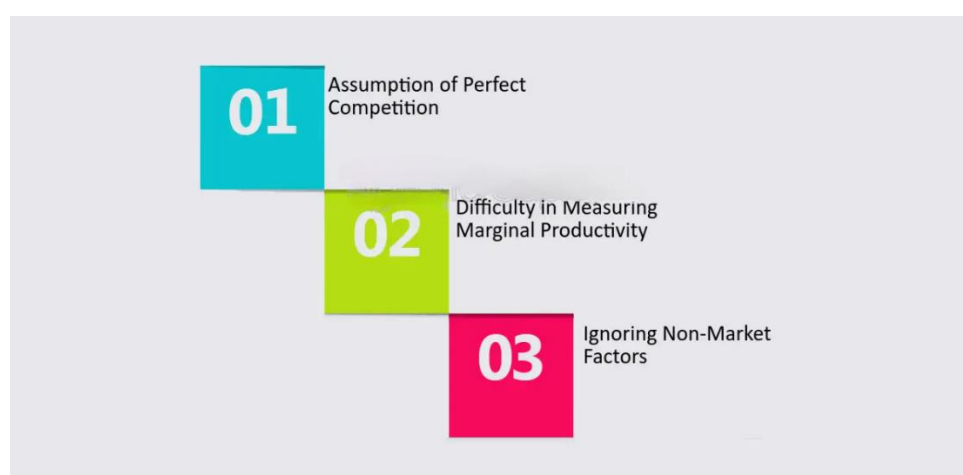 01
Assumption of Perfect
Competition
02
Difficulty in Measuring
Marginal Productivity
03
Ignoring Non-Market
Factors